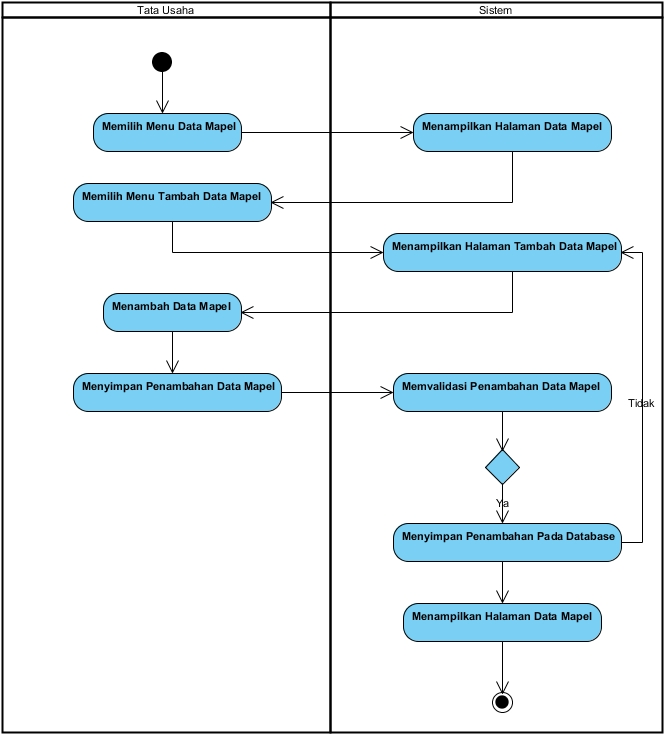 Tata Usaha
Sistem
Memilih Menu Data Mapel
Menampilkan Halaman Data Mapel
Memilih Menu Tambah Data Mapel
Menampilkan Halaman Tambah Data Mapel
Menambah Data Mapel
Menyimpan Penambahan Data Mapel
Memvalidasi Penambahan Data Mapel
Tidak
Ya
Menyimpan Penambahan Pada Database
Menampilkan Halaman Data Mapel